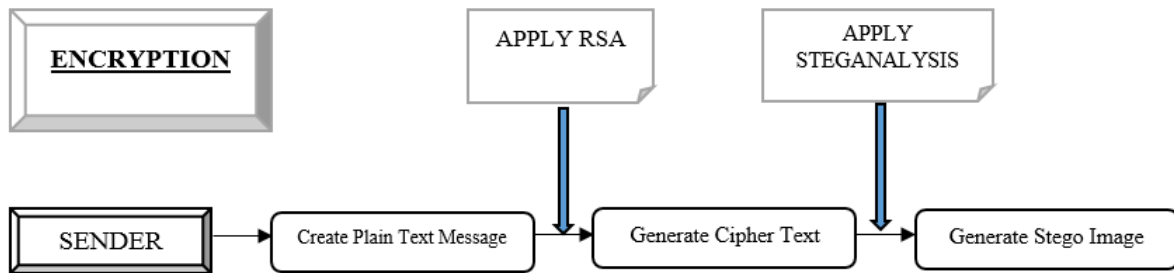 ENCRYPTION
APPLY RSA
APPLY
STEGANALYSIS
SENDER
Create Plain Text Message
Generate Cipher Text
Generate Stego Image